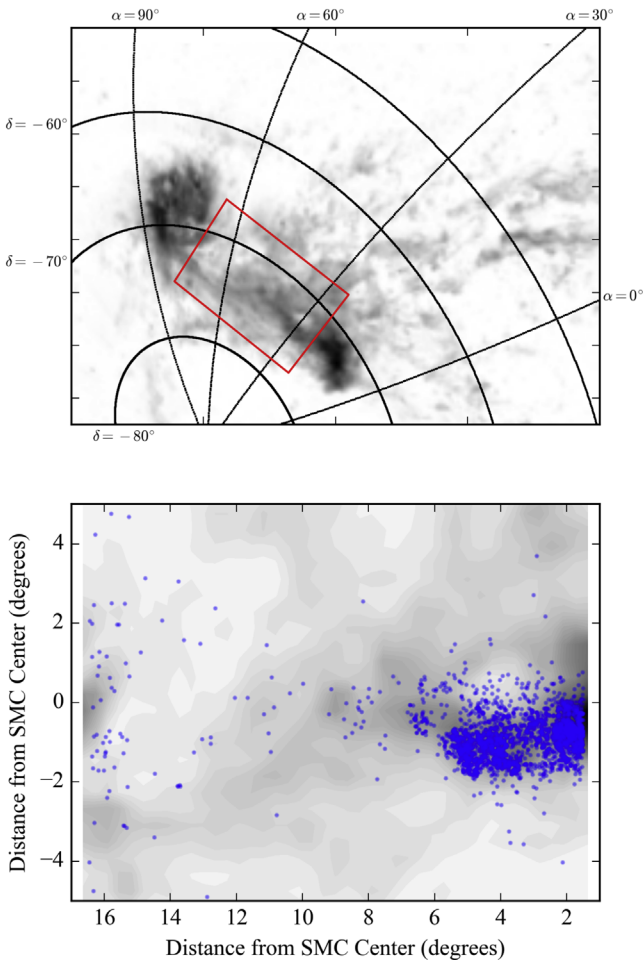 α=90° α=60° α=30°
δ=−60°
δ=−70°
α=0°
δ=−80°
4
2
0
−2
−4
Distance from SMC Center (degrees)
16 14 12 10 8 6 4 2
Distance from SMC Center (degrees)